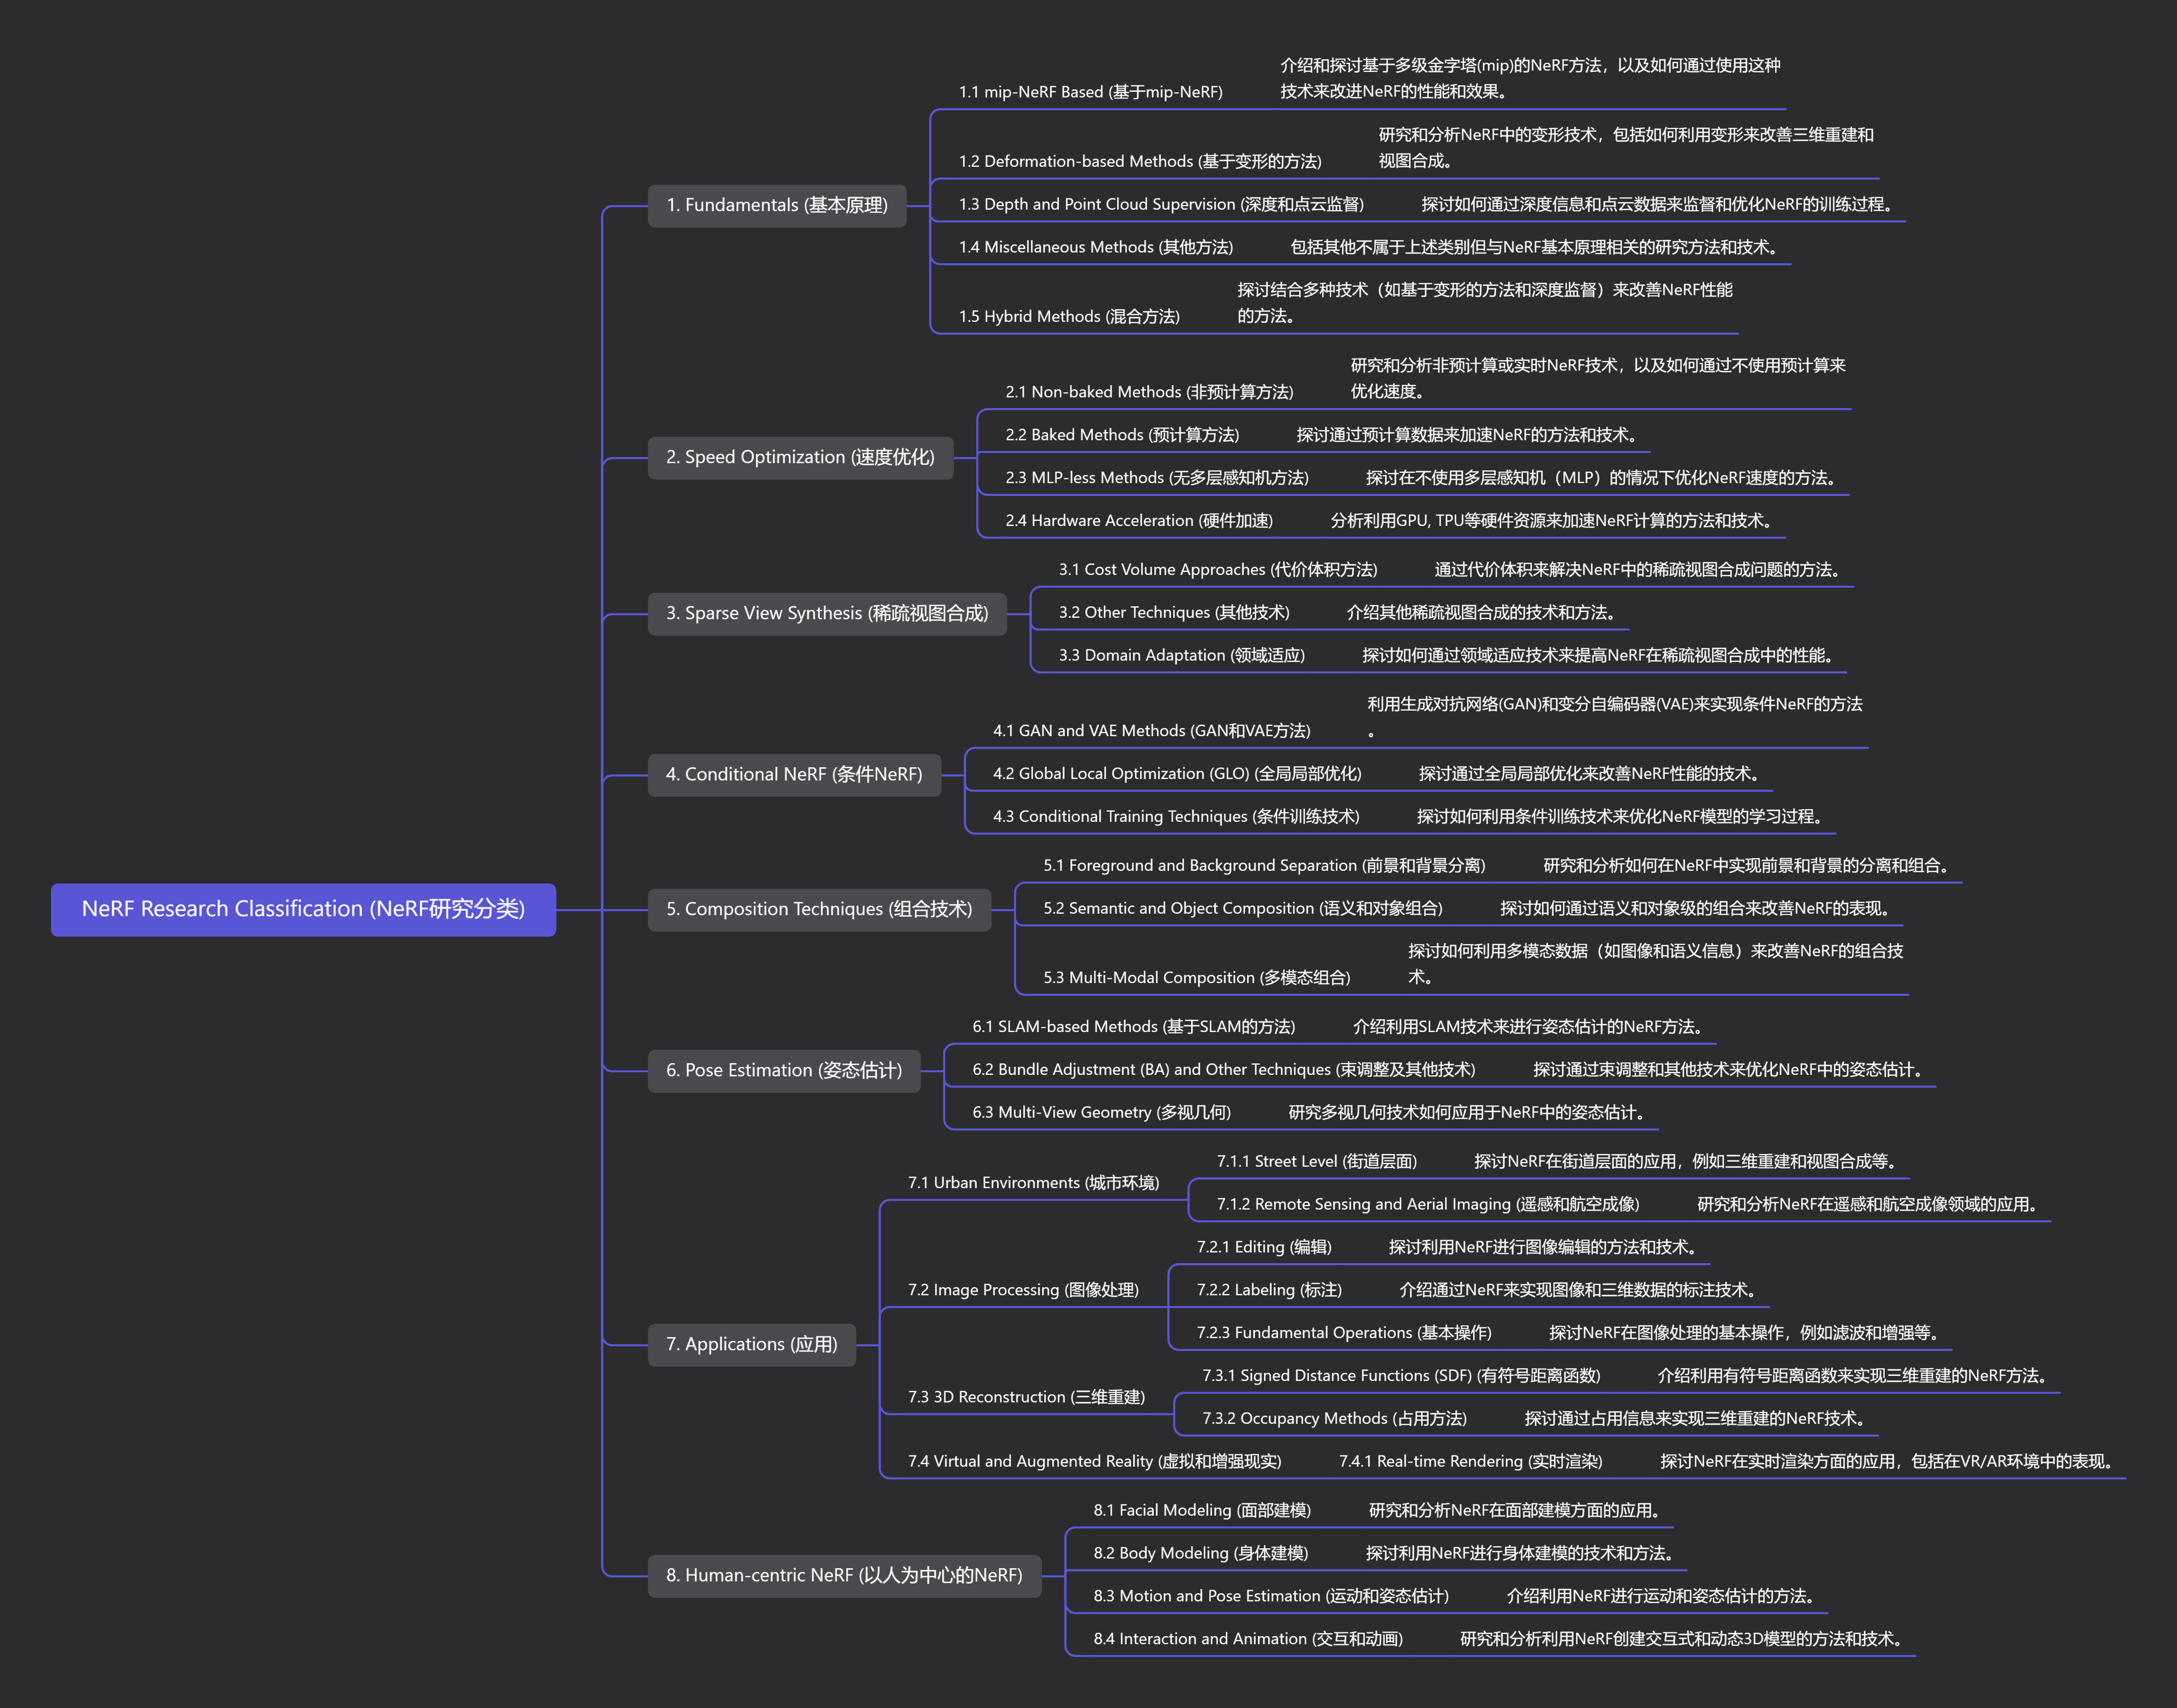 NeRF Research Classification (NeRF研究分类)
1. Fundamentals (基本原理)
1.1 mip-NeRF Based (基于mip-NeRF)
介绍和探讨基于多级金字塔(mip)的NeRF方法，以及如何通过使用这种
技术来改进NeRF的性能和效果。
1.2 Deformation-based Methods (基于变形的方法)
研究和分析NeRF中的变形技术，包括如何利用变形来改善三维重建和
视图合成。
1.3 Depth and Point Cloud Supervision (深度和点云监督)
探讨如何通过深度信息和点云数据来监督和优化NeRF的训练过程。
1.4 Miscellaneous Methods (其他方法)
包括其他不属于上述类别但与NeRF基本原理相关的研究方法和技术。
1.5 Hybrid Methods (混合方法)
探讨结合多种技术（如基于变形的方法和深度监督）来改善NeRF性能
的方法。
2. Speed Optimization (速度优化)
2.1 Non-baked Methods (非预计算方法)
研究和分析非预计算或实时NeRF技术，以及如何通过不使用预计算来
优化速度。
2.2 Baked Methods (预计算方法)
探讨通过预计算数据来加速NeRF的方法和技术。
2.3 MLP-less Methods (无多层感知机方法)
探讨在不使用多层感知机（MLP）的情况下优化NeRF速度的方法。
2.4 Hardware Acceleration (硬件加速)
分析利用GPU, TPU等硬件资源来加速NeRF计算的方法和技术。
3. Sparse View Synthesis (稀疏视图合成)
3.1 Cost Volume Approaches (代价体积方法)
通过代价体积来解决NeRF中的稀疏视图合成问题的方法。
3.2 Other Techniques (其他技术)
介绍其他稀疏视图合成的技术和方法。
3.3 Domain Adaptation (领域适应)
探讨如何通过领域适应技术来提高NeRF在稀疏视图合成中的性能。
4. Conditional NeRF (条件NeRF)
4.1 GAN and VAE Methods (GAN和VAE方法)
利用生成对抗网络(GAN)和变分自编码器(VAE)来实现条件NeRF的方法
。
4.2 Global Local Optimization (GLO) (全局局部优化)
探讨通过全局局部优化来改善NeRF性能的技术。
4.3 Conditional Training Techniques (条件训练技术)
探讨如何利用条件训练技术来优化NeRF模型的学习过程。
5. Composition Techniques (组合技术)
5.1 Foreground and Background Separation (前景和背景分离)
研究和分析如何在NeRF中实现前景和背景的分离和组合。
5.2 Semantic and Object Composition (语义和对象组合)
探讨如何通过语义和对象级的组合来改善NeRF的表现。
5.3 Multi-Modal Composition (多模态组合)
探讨如何利用多模态数据（如图像和语义信息）来改善NeRF的组合技
术。
6. Pose Estimation (姿态估计)
6.1 SLAM-based Methods (基于SLAM的方法)
介绍利用SLAM技术来进行姿态估计的NeRF方法。
6.2 Bundle Adjustment (BA) and Other Techniques (束调整及其他技术)
探讨通过束调整和其他技术来优化NeRF中的姿态估计。
6.3 Multi-View Geometry (多视几何)
研究多视几何技术如何应用于NeRF中的姿态估计。
7. Applications (应用)
7.1 Urban Environments (城市环境)
7.1.1 Street Level (街道层面)
探讨NeRF在街道层面的应用，例如三维重建和视图合成等。
7.1.2 Remote Sensing and Aerial Imaging (遥感和航空成像)
研究和分析NeRF在遥感和航空成像领域的应用。
7.2 Image Processing (图像处理)
7.2.1 Editing (编辑)
探讨利用NeRF进行图像编辑的方法和技术。
7.2.2 Labeling (标注)
介绍通过NeRF来实现图像和三维数据的标注技术。
7.2.3 Fundamental Operations (基本操作)
探讨NeRF在图像处理的基本操作，例如滤波和增强等。
7.3 3D Reconstruction (三维重建)
7.3.1 Signed Distance Functions (SDF) (有符号距离函数)
介绍利用有符号距离函数来实现三维重建的NeRF方法。
7.3.2 Occupancy Methods (占用方法)
探讨通过占用信息来实现三维重建的NeRF技术。
7.4 Virtual and Augmented Reality (虚拟和增强现实)
7.4.1 Real-time Rendering (实时渲染)
探讨NeRF在实时渲染方面的应用，包括在VR/AR环境中的表现。
8. Human-centric NeRF (以人为中心的NeRF)
8.1 Facial Modeling (面部建模)
研究和分析NeRF在面部建模方面的应用。
8.2 Body Modeling (身体建模)
探讨利用NeRF进行身体建模的技术和方法。
8.3 Motion and Pose Estimation (运动和姿态估计)
介绍利用NeRF进行运动和姿态估计的方法。
8.4 Interaction and Animation (交互和动画)
研究和分析利用NeRF创建交互式和动态3D模型的方法和技术。